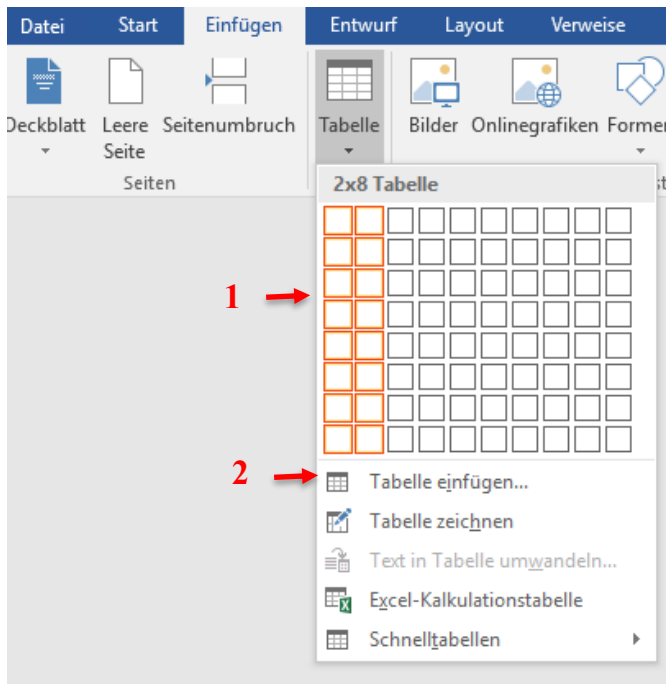 Datei Start Einfügen Entwurf Layout Verweise
Deckblatt Leere Seite Seitenumbruch Tabelle Bilder Onlinegrafiken Formen
Seiten
2x8 Tabelle
1
2
Tabelle einfügen...
Tabelle zeichnen
Text in Tabelle umwandeln...
Excel-Kalkulationstabelle
Schnelltabellen